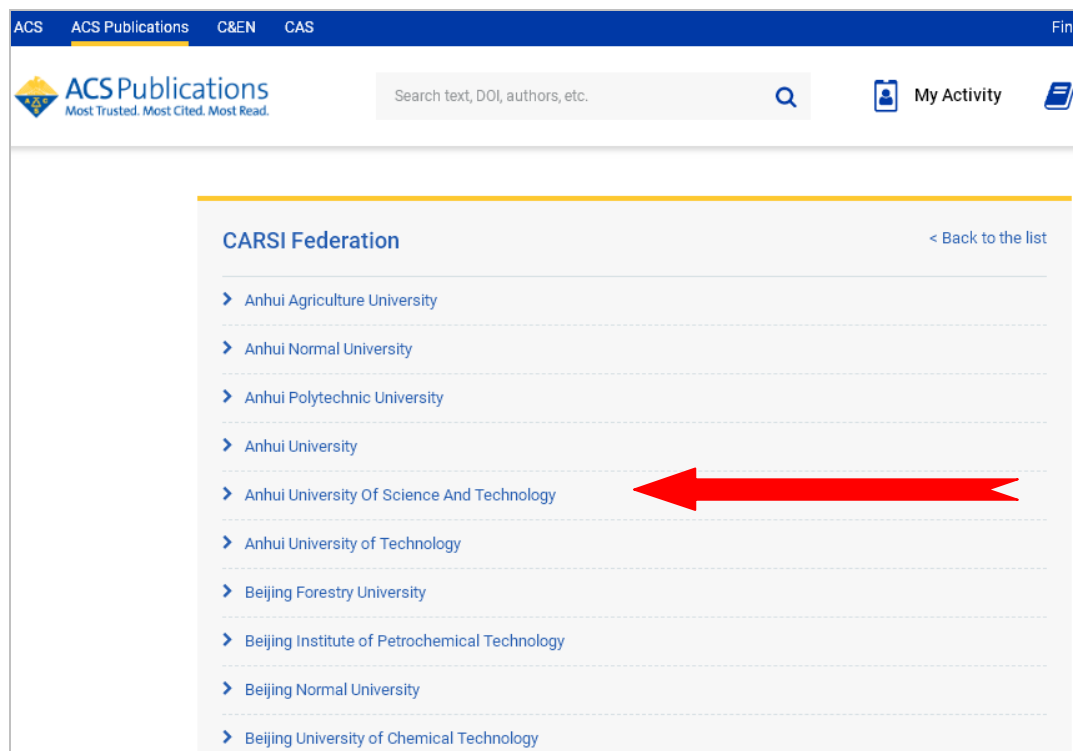 ACS ACS Publications C&EN CAS Fin
ACS Publications
Most Trusted. Most Cited. Most Read.
Search text, DOI, authors, etc.
My Activity
CARSI Federation
< Back to the list
Anhui Agriculture University
Anhui Normal University
Anhui Polytechnic University
Anhui University
Anhui University Of Science And Technology
Anhui University of Technology
Beijing Forestry University
Beijing Institute of Petrochemical Technology
Beijing Normal University
Beijing University of Chemical Technology